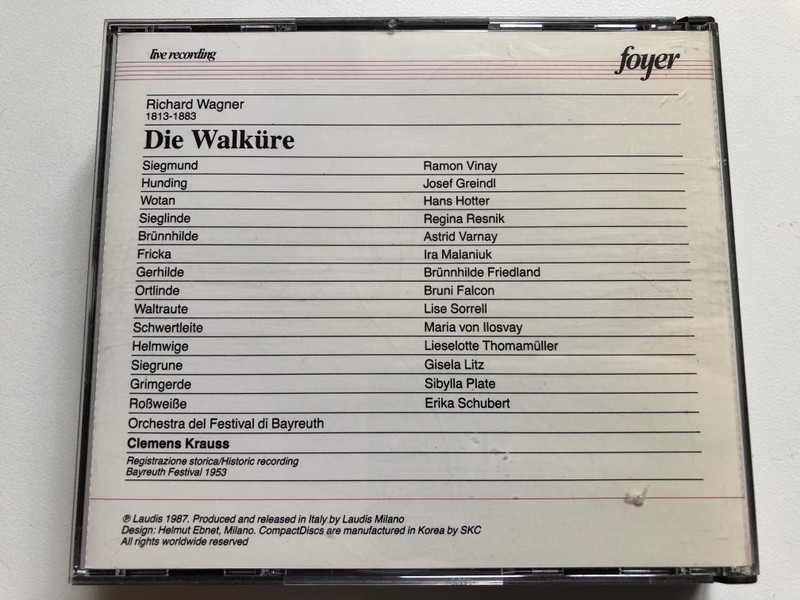 live recording
foyer
Richard Wagner
1813-1883
Die Walküre
Siegmund Ramon Vinay
Hunding Josef Greindl
Wotan Hans Hotter
Sieglinde Regina Resnik
Brünnhilde Astrid Varnay
Fricka Ira Malaniuk
Gerhilde Brünnhilde Friedland
Ortlinde Bruni Falcon
Waltraute Lise Sorrell
Schwertleite Maria von Ilosvay
Helmwige Lieselotte Thomamüller
Siegrune Gisela Litz
Grimgerde Sibylla Plate
Roßweiße Erika Schubert
Orchestra del Festival di Bayreuth
Clemens Krauss
Registrazione storica/Historic recording
Bayreuth Festival 1953
℗ Laudis 1987. Produced and released in Italy by Laudis Milano
Design: Helmut Ebnet, Milano. CompactDiscs are manufactured in Korea by SKC
All rights worldwide reserved